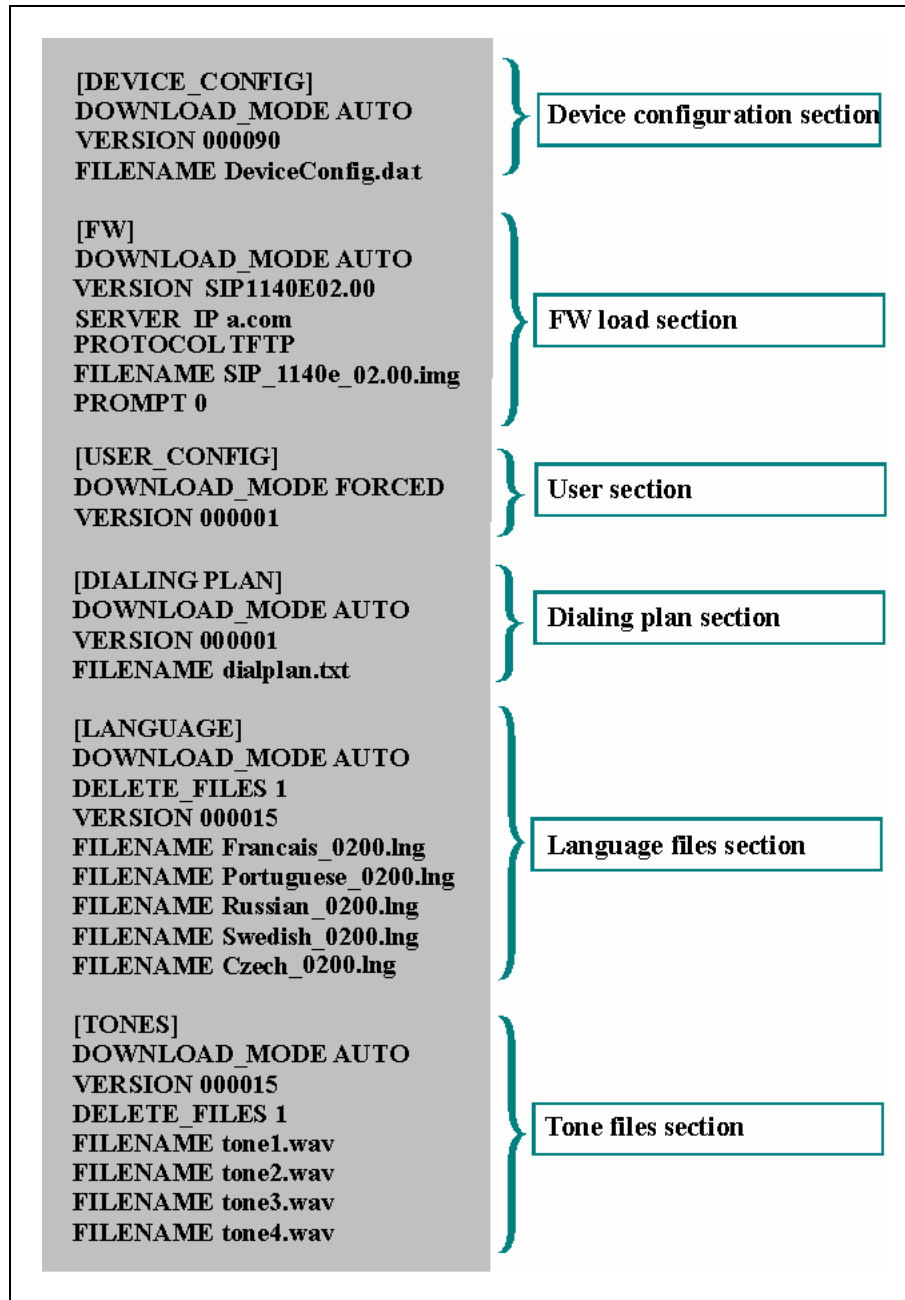 [DEVICE_CONFIG]
DOWNLOAD_MODE AUTO
VERSION 000090
FILENAME DeviceConfig.dat
Device configuration section
[FW]
DOWNLOAD_MODE AUTO
VERSION SIP1140E02.00
SERVER_IP a.com
PROTOCOL TFTP
FILENAME SIP_1140e_02.00.img
PROMPT 0
FW load section
[USER_CONFIG]
DOWNLOAD_MODE FORCED
VERSION 000001
User section
[DIALING PLAN]
DOWNLOAD_MODE AUTO
VERSION 000001
FILENAME dialplan.txt
Dialing plan section
[LANGUAGE]
DOWNLOAD_MODE AUTO
DELETE_FILES 1
VERSION 000015
FILENAME Francais_0200.lng
FILENAME Portuguese_0200.lng
FILENAME Russian_0200.lng
FILENAME Swedish_0200.lng
FILENAME Czech_0200.lng
Language files section
[TONES]
DOWNLOAD_MODE AUTO
VERSION 000015
DELETE_FILES 1
FILENAME tone1.wav
FILENAME tone2.wav
FILENAME tone3.wav
FILENAME tone4.wav
Tone files section